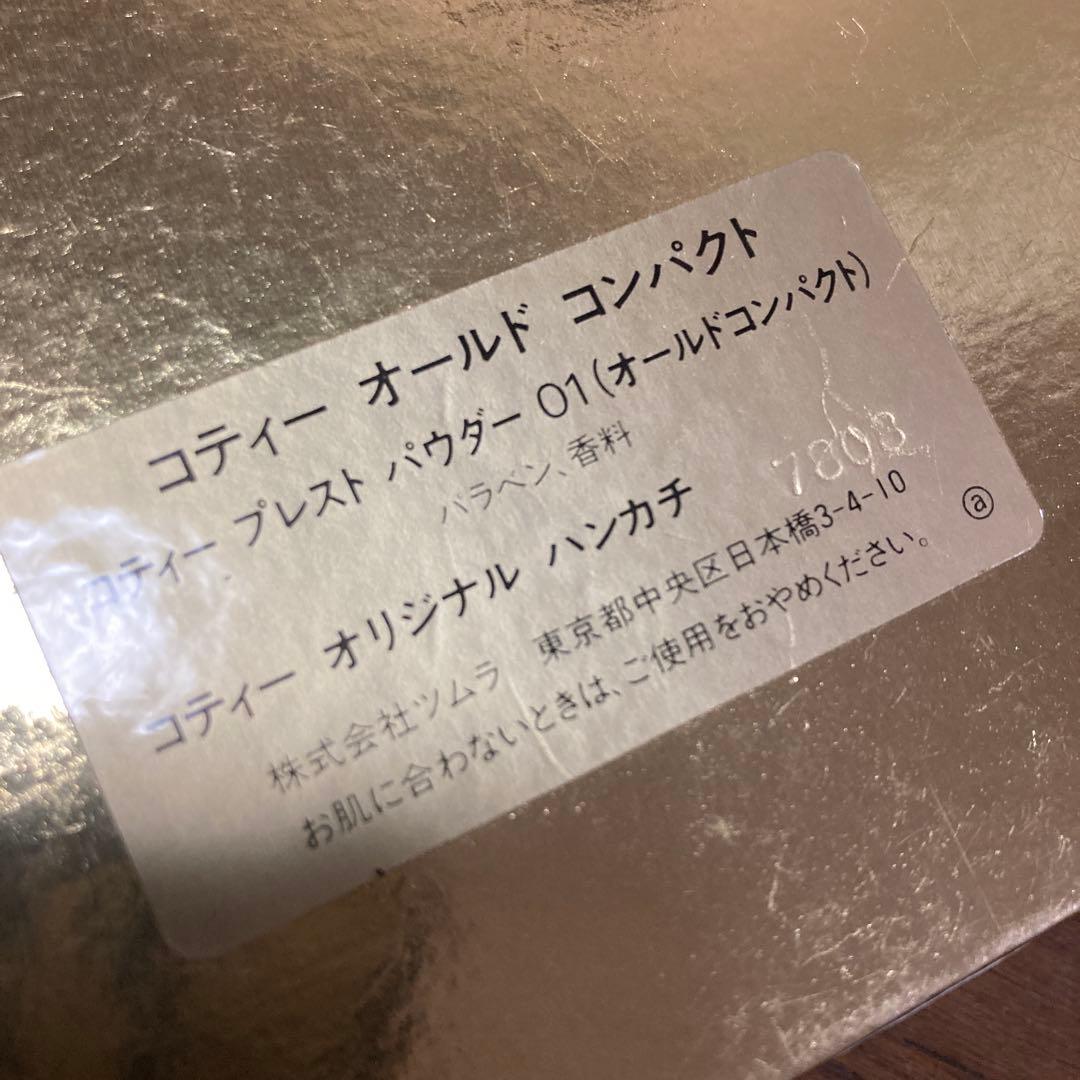 コティー オールド コンパクト
コティー プレスト パウダー 01(オールドコンパクト)
パラベン、香料
コティー オリジナル ハンカチ
7803
株式会社ツムラ 東京都中央区日本橋3-4-10
お肌に合わないときは、ご使用をおやめください。
ⓐ